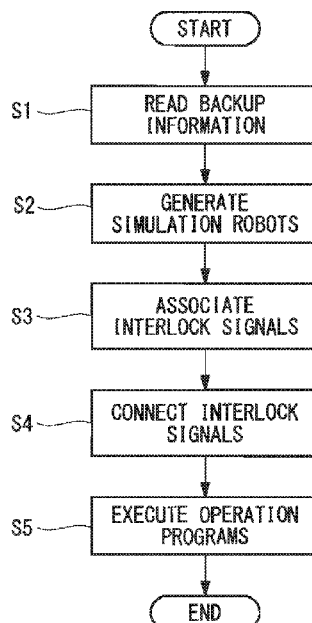 START
S1
READ BACKUP
INFORMATION
S2
GENERATE
SIMULATION ROBOTS
S3
ASSOCIATE
INTERLOCK SIGNALS
S4
CONNECT INTERLOCK
SIGNALS
S5
EXECUTE OPERATION
PROGRAMS
END